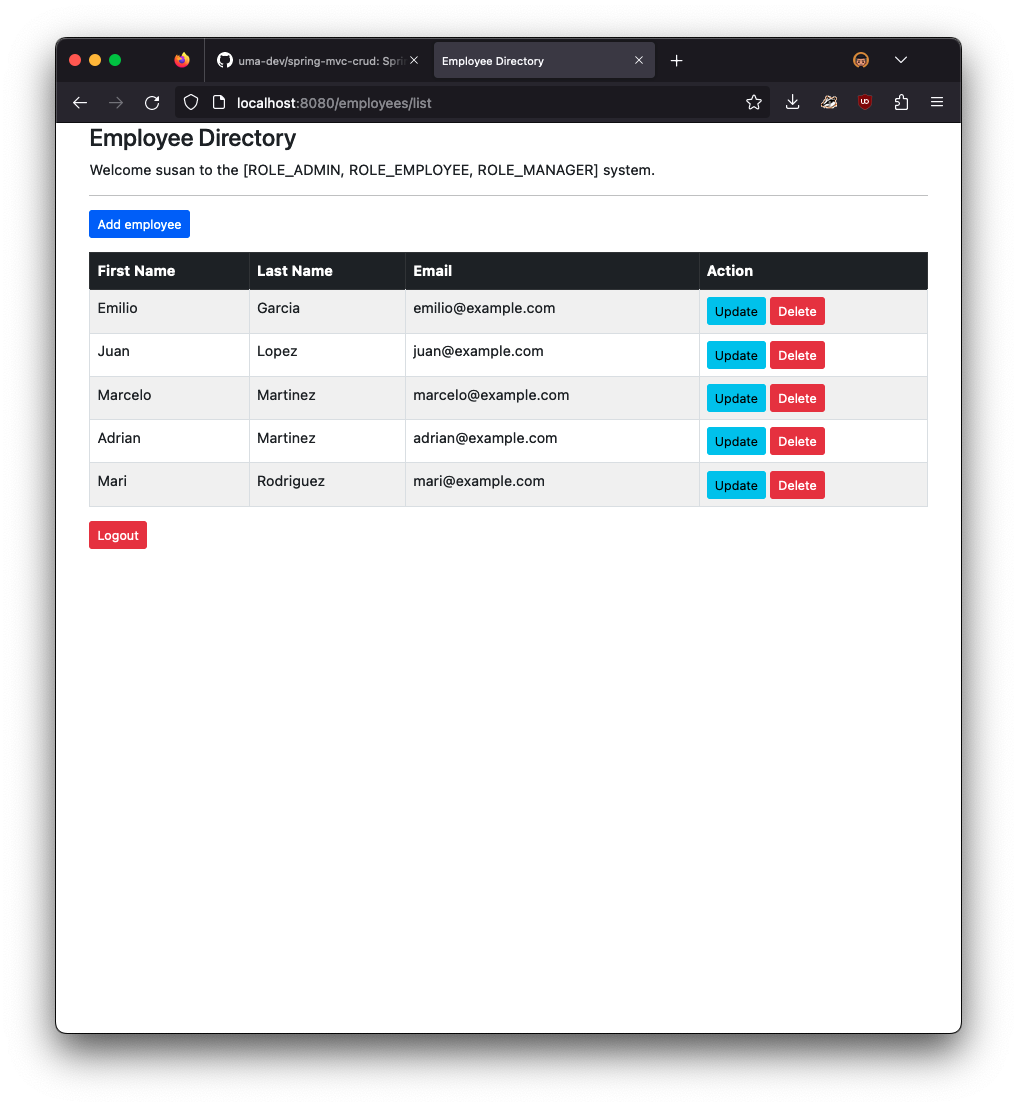 uma-dev/spring-mvc-crud: Spri
Employee Directory
localhost:8080/employees/list
UD
Employee Directory
Welcome susan to the [ROLE_ADMIN, ROLE_EMPLOYEE, ROLE_MANAGER] system.
Add employee
First Name Last Name Email Action
Emilio Garcia emilio@example.com Update Delete
Juan Lopez juan@example.com Update Delete
Marcelo Martinez marcelo@example.com Update Delete
Adrian Martinez adrian@example.com Update Delete
Mari Rodriguez mari@example.com Update Delete
Logout